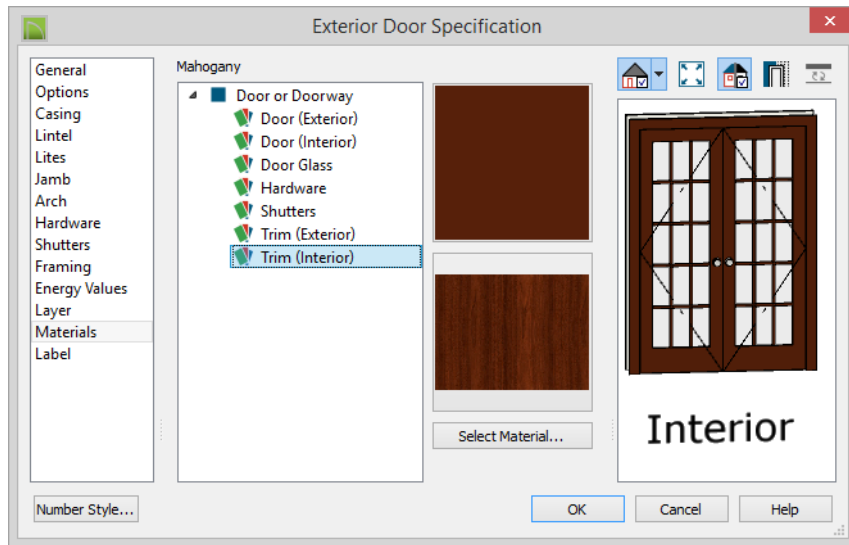 Exterior Door Specification
General
Options
Casing
Lintel
Lites
Jamb
Arch
Hardware
Shutters
Framing
Energy Values
Layer
Materials
Label
Mahogany
Door or Doorway
Door (Exterior)
Door (Interior)
Door Glass
Hardware
Shutters
Trim (Exterior)
Trim (Interior)
Select Material...
Interior
Number Style...
OK
Cancel
Help